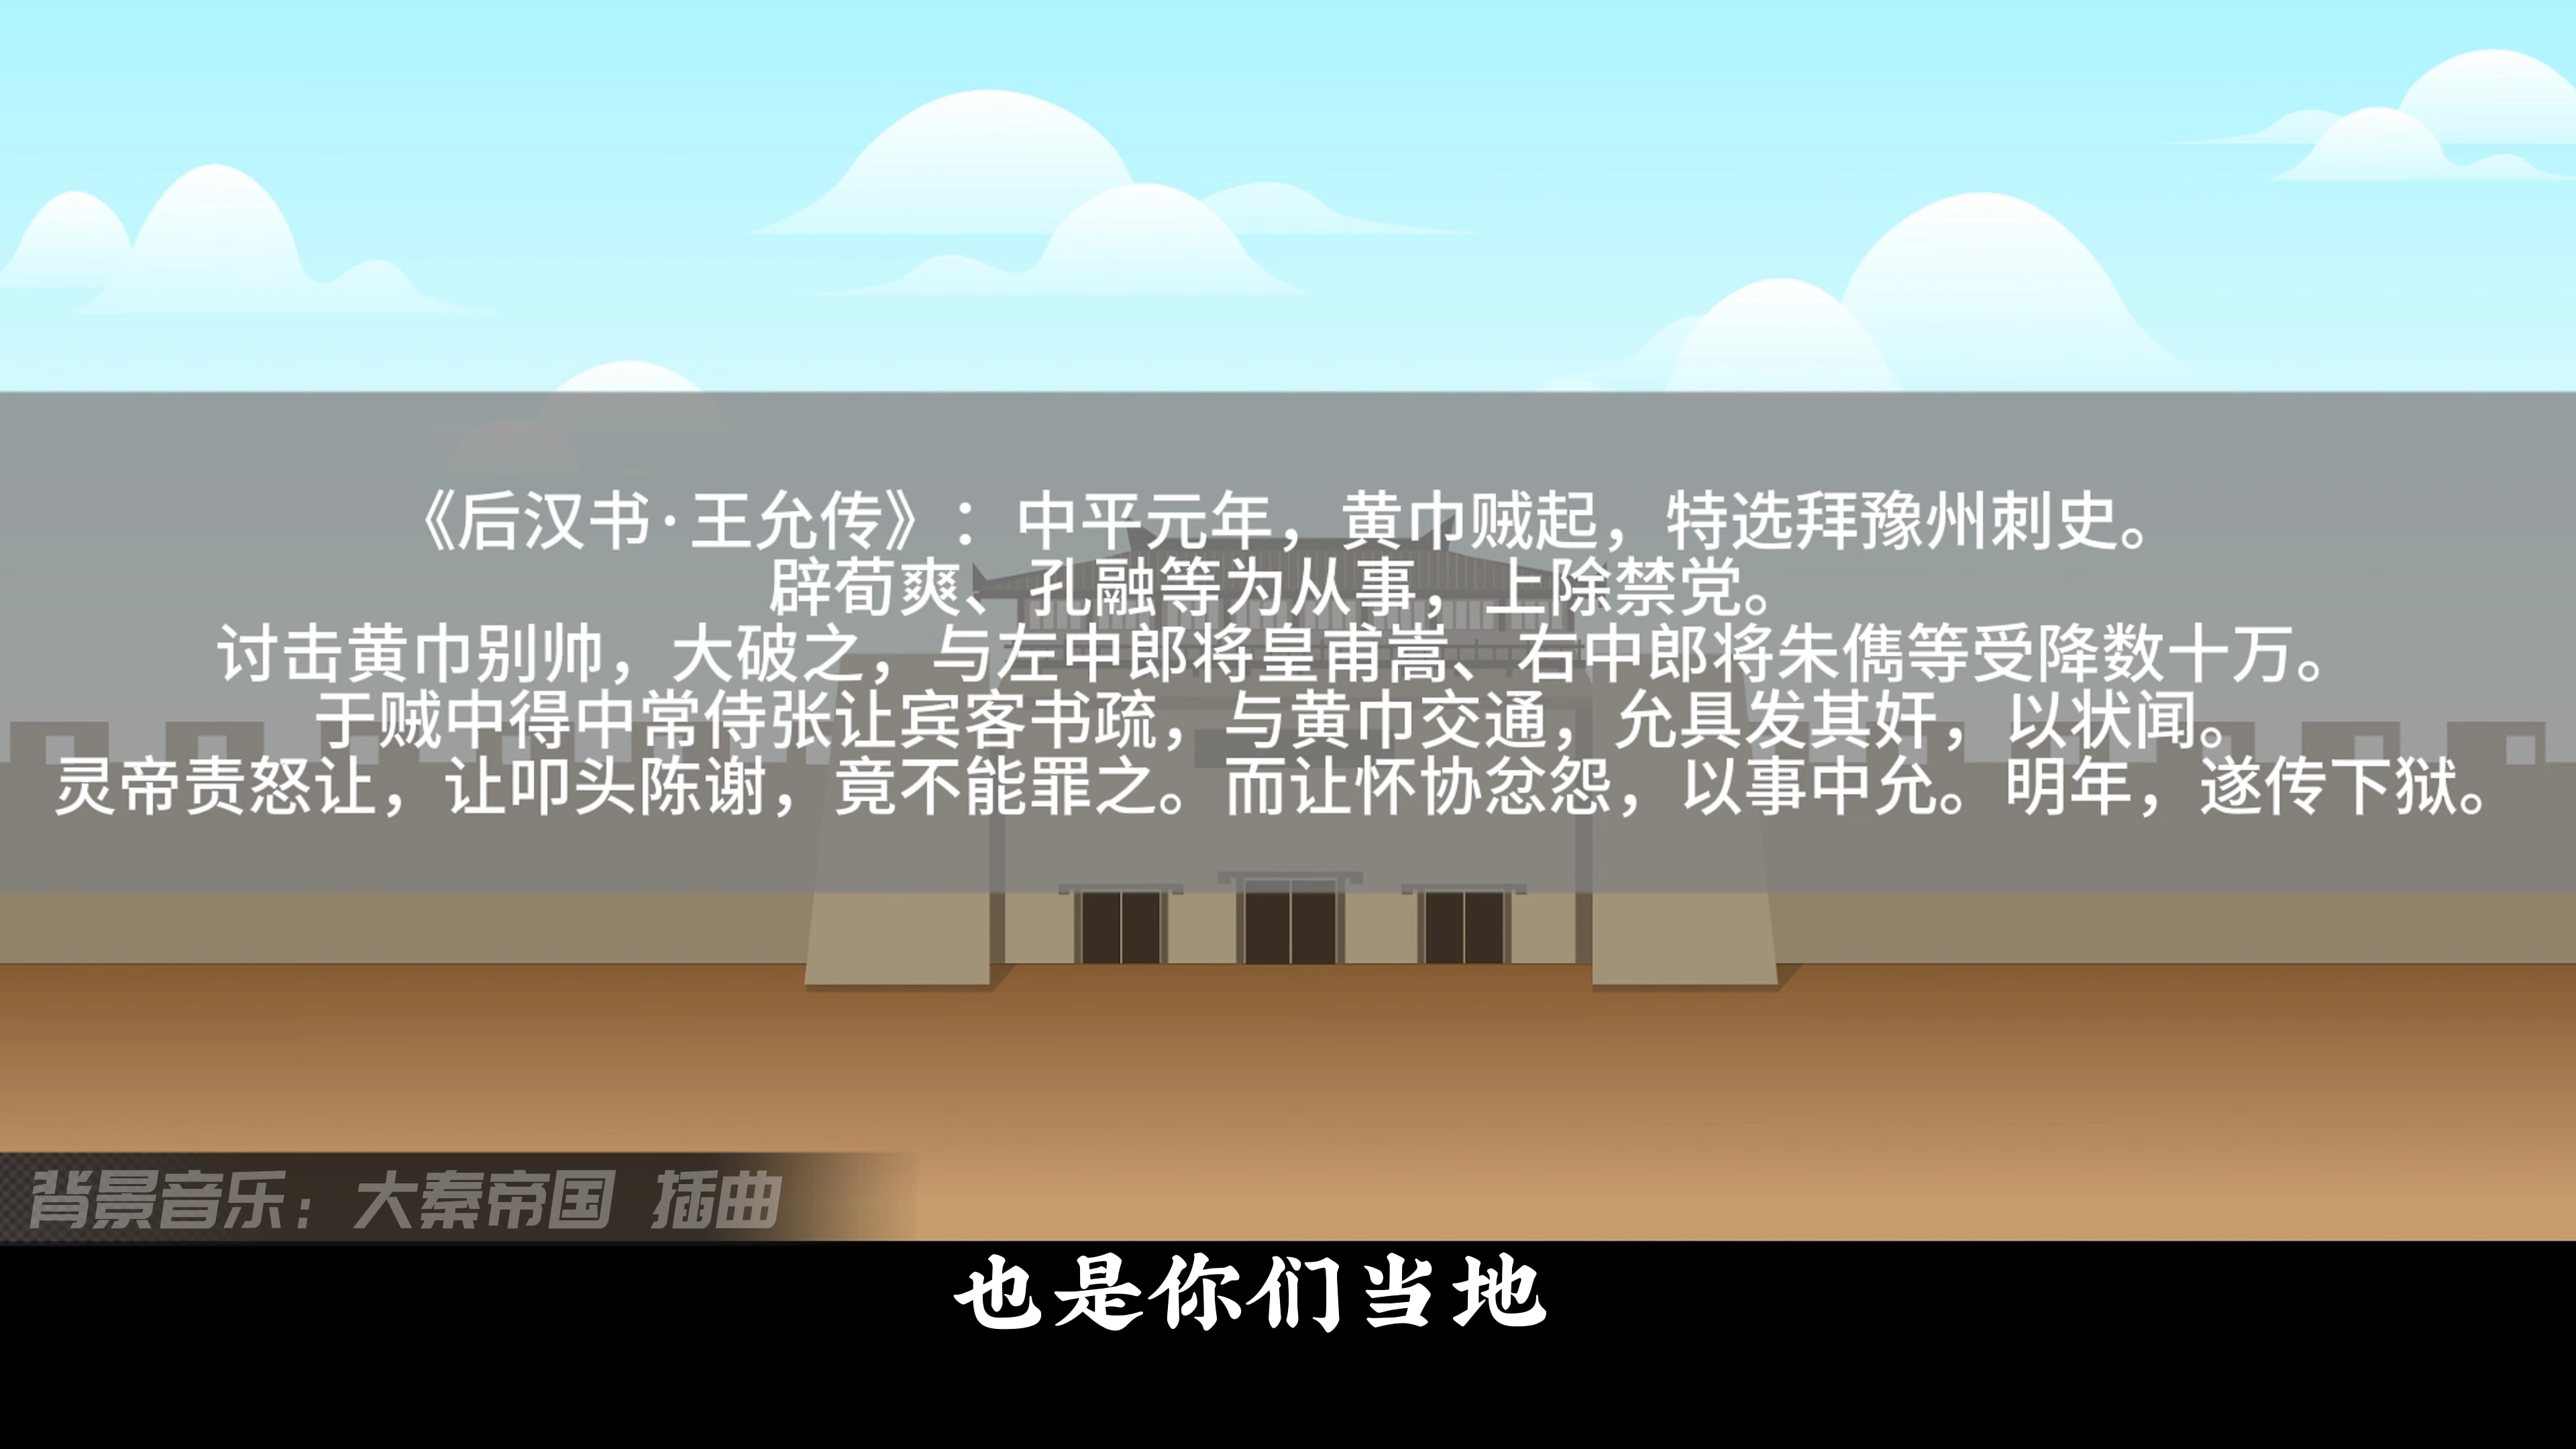 《后汉书·王允传》：中平元年，黄巾贼起，特选拜豫州刺史。
辟荀爽、孔融等为从事，上除禁党。
讨击黄巾别帅，大破之，与左中郎将皇甫嵩、右中郎将朱儁等受降数十万。
于贼中得中常侍张让宾客书疏，与黄巾交通，允具发其奸，以状闻。
灵帝责怒让，让叩头陈谢，竟不能罪之。而让怀协忿怨，以事中允。明年，遂传下狱。
背景音乐：大秦帝国 插曲
也是你们当地